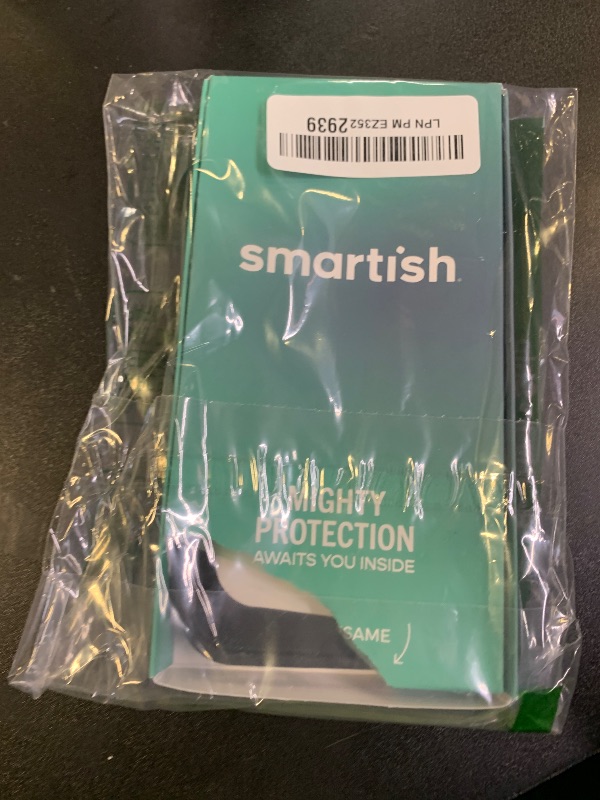 LPN PM EZ3522939
smartish
MIGHTY
PROTECTION
AWAITS YOU INSIDE
SAME